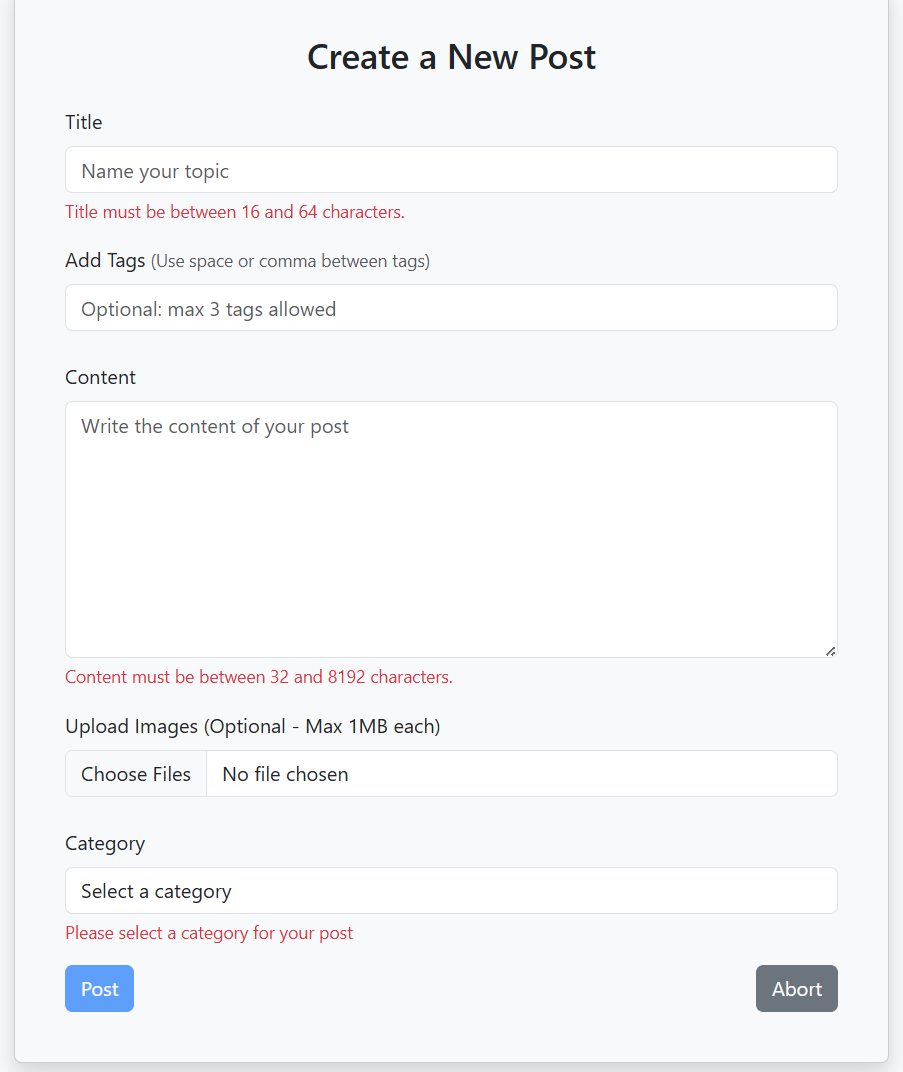 Create a New Post
Title
Name your topic
Title must be between 16 and 64 characters.
Add Tags (Use space or comma between tags)
Optional: max 3 tags allowed
Content
Write the content of your post
Content must be between 32 and 8192 characters.
Upload Images (Optional - Max 1MB each)
Choose Files No file chosen
Category
Select a category
Please select a category for your post
Post Abort